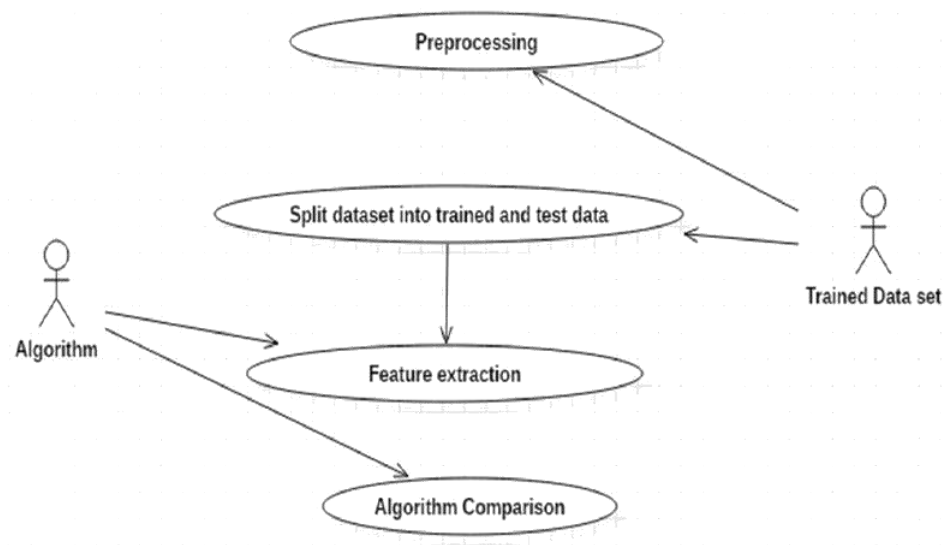 Preprocessing
Split dataset into trained and test data
Trained Data set
Algorithm
Feature extraction
Algorithm Comparison